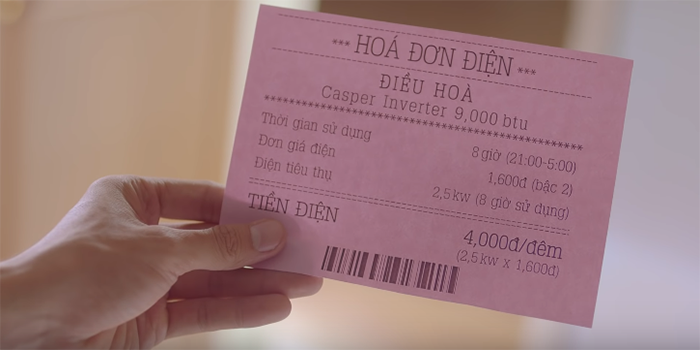 *** HOÁ ĐƠN ĐIỆN ***
ĐIỀU HOÀ
Casper Inverter 9,000 btu
Thời gian sử dụng 8 giờ (21:00-5:00)
Đơn giá điện 1,600đ (bậc 2)
Điện tiêu thụ 2,5 kw (8 giờ sử dụng)
TIỀN ĐIỆN 4,000đ/đêm
(2,5 kw x 1,600đ)